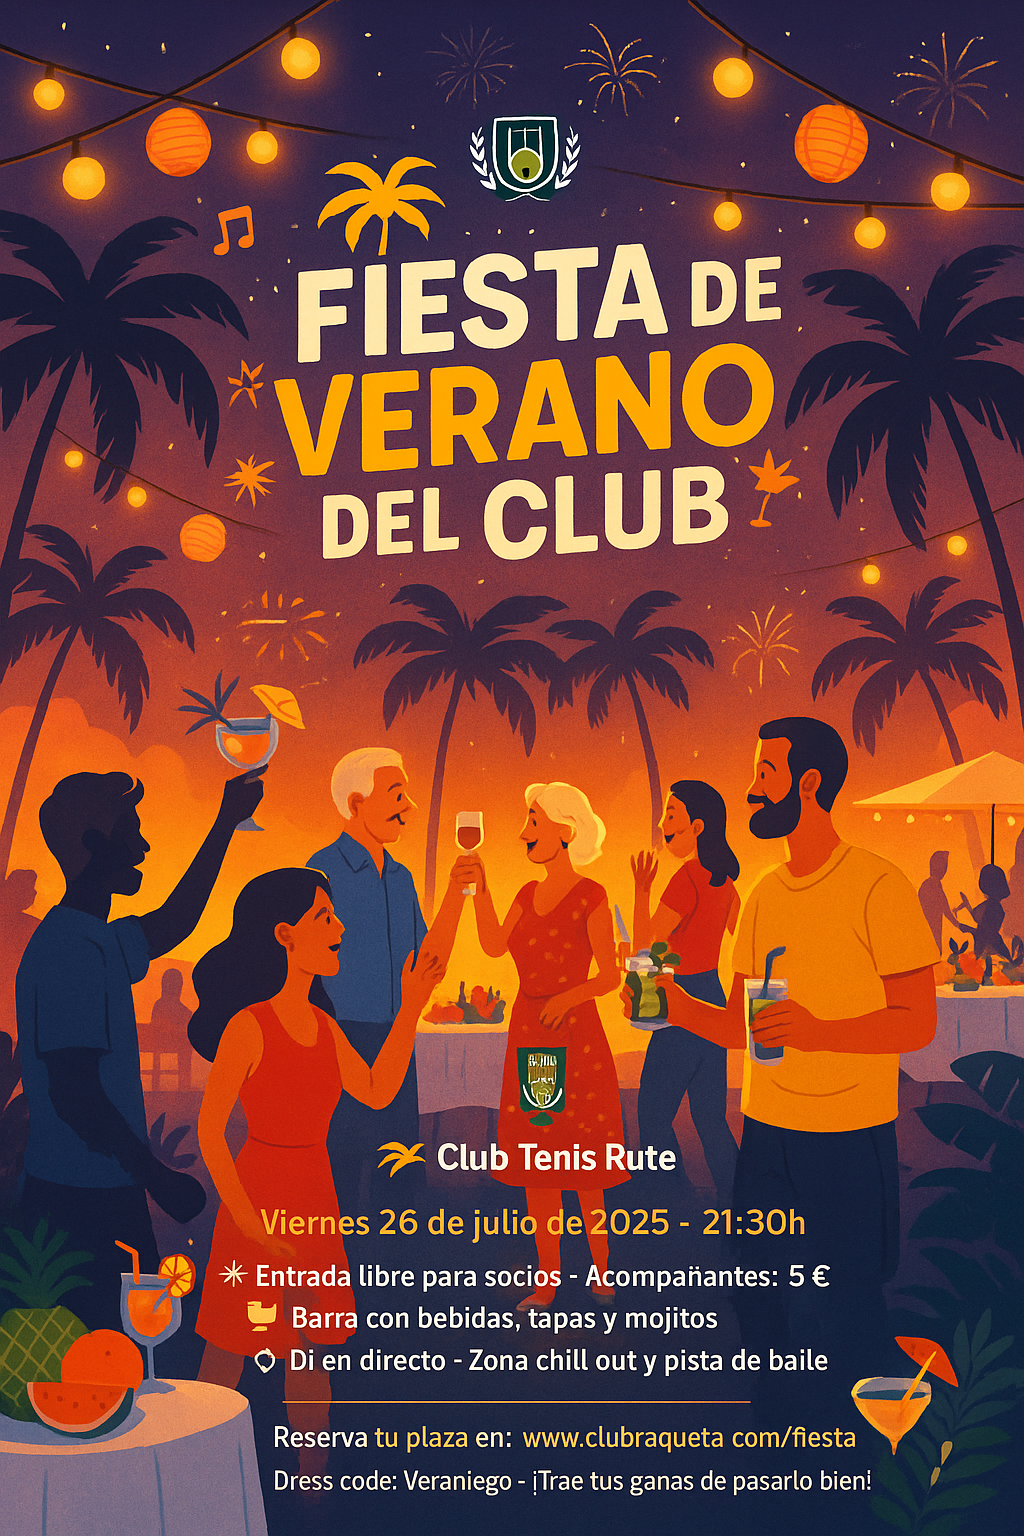 FIESTA DE
VERANO
DEL CLUB
Club Tenis Rute
Viernes 26 de julio de 2025 - 21:30h
Entrada libre para socios - Acompañantes: 5 €
Barra con bebidas, tapas y mojitos
Di en directo - Zona chill out y pista de baile
Reserva tu plaza en: www.clubraqueta com/fiesta
Dress code: Veraniego - ¡Trae tus ganas de pasarlo bien!